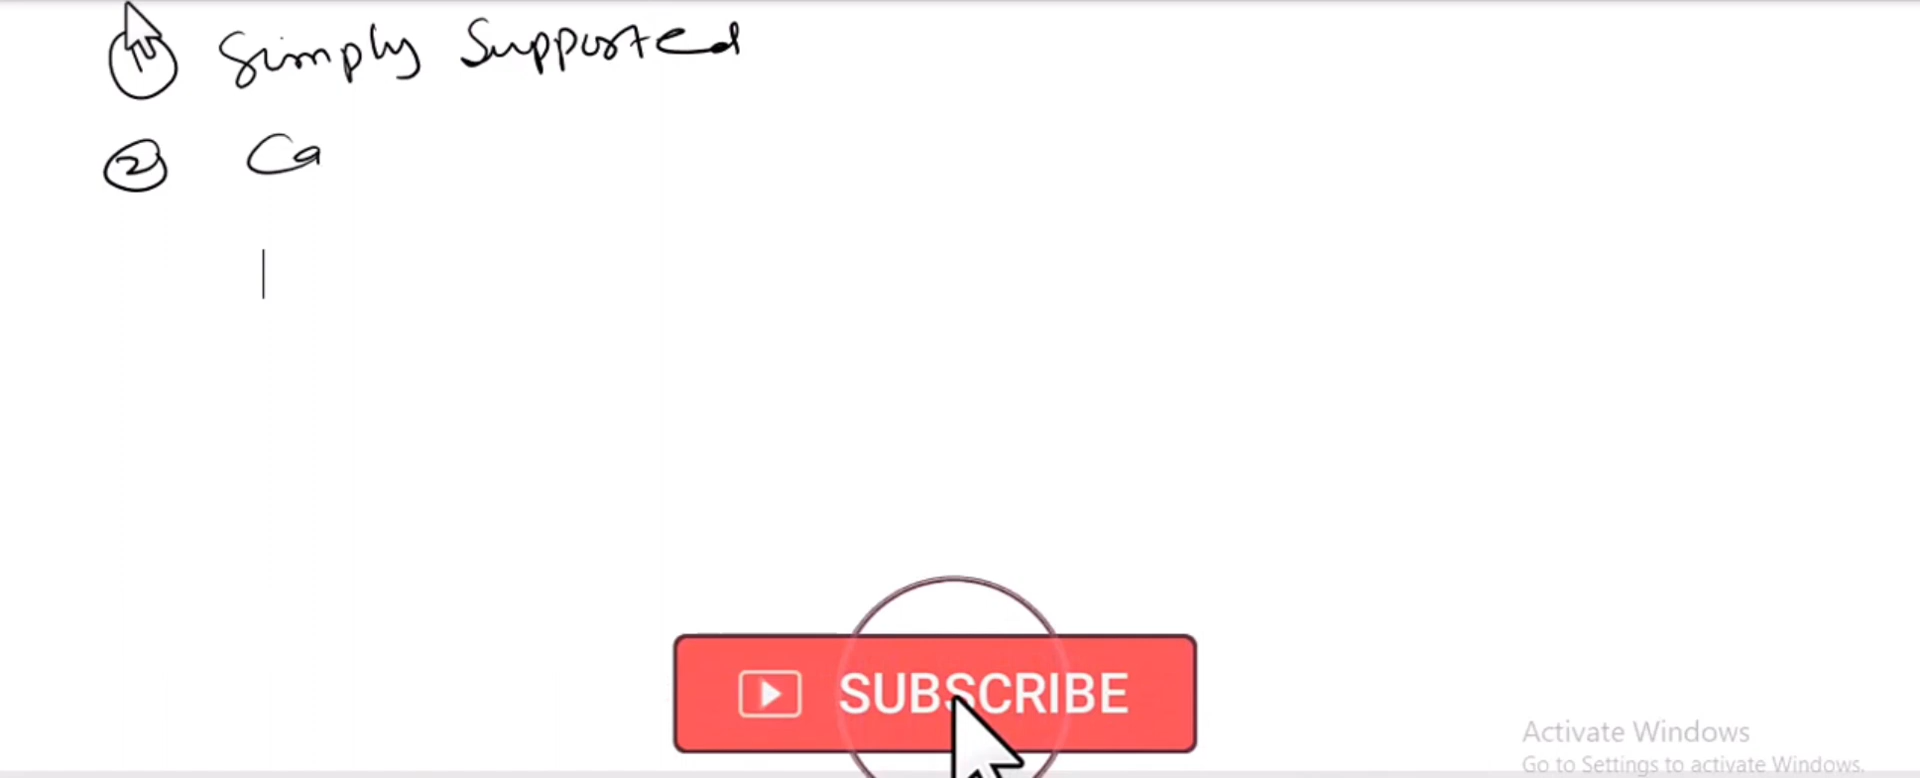 ① Simply Supported
② Ca
SUBSCRIBE
Activate Windows
Go to Settings to activate Windows.